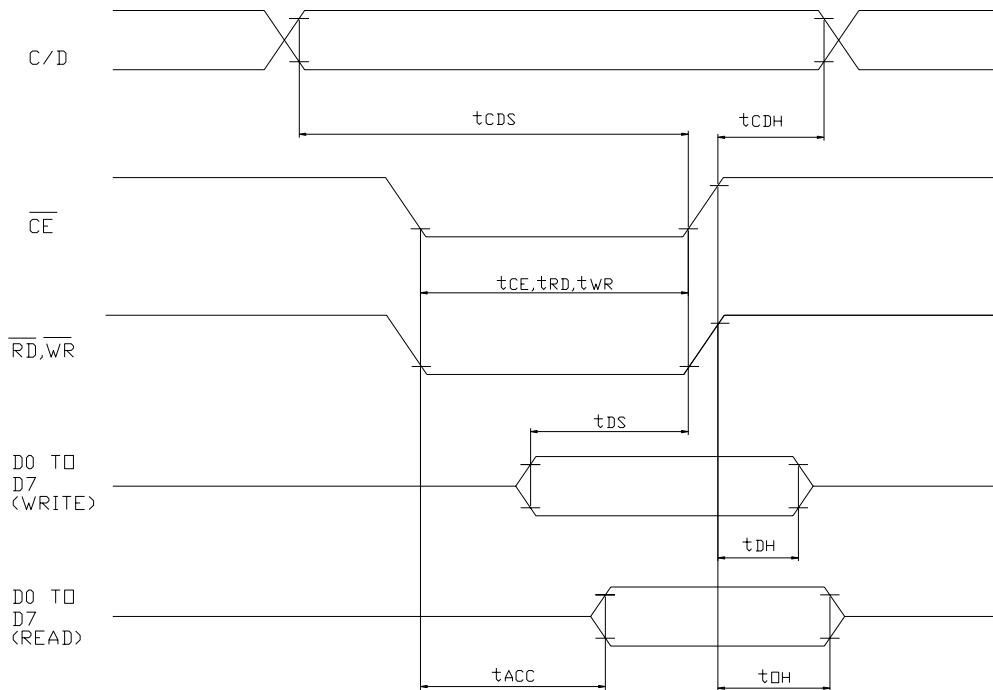 C/D
tCDS
tCDH
CE
tCE,tRD,tWR
RD,WR
tDS
D0 TO
D7
(WRITE)
tDH
D0 TO
D7
(READ)
tACC
tOH